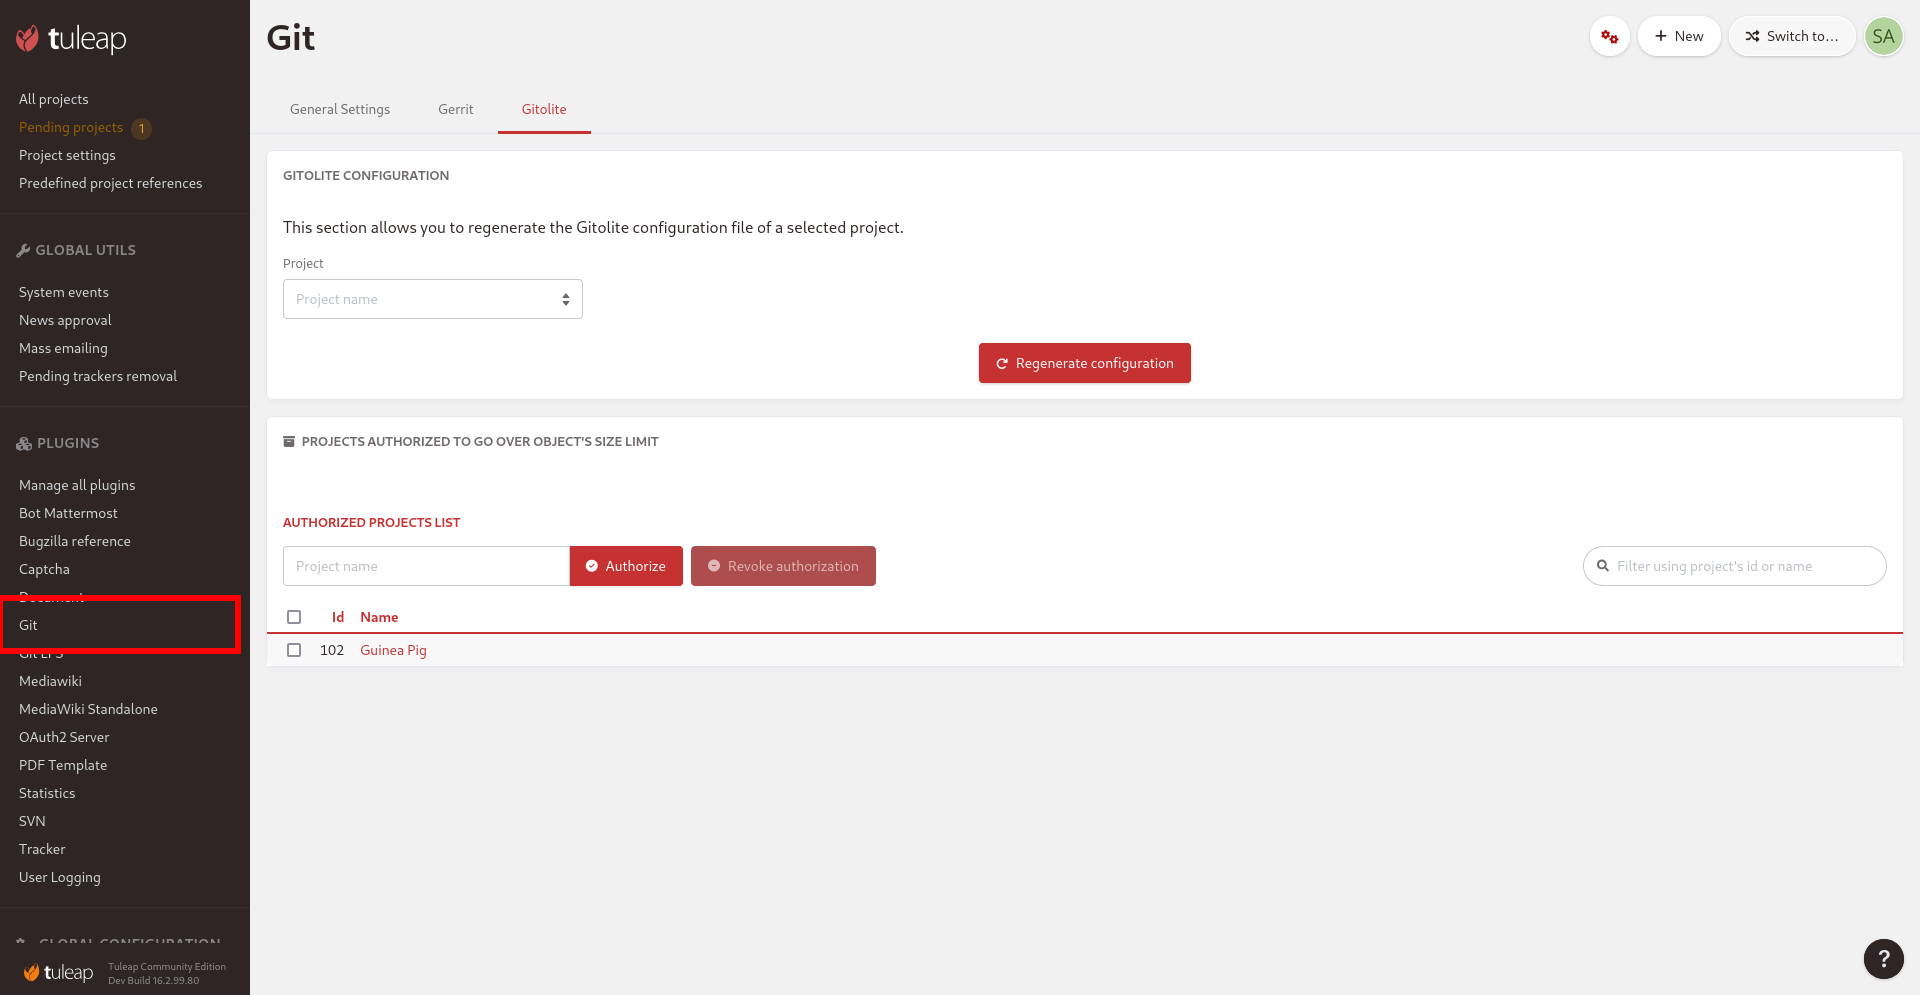 tuleap
All projects
Pending projects 1
Project settings
Predefined project references
GLOBAL UTILS
System events
News approval
Mass emailing
Pending trackers removal
PLUGINS
Manage all plugins
Bot Mattermost
Bugzilla reference
Captcha
Document
Git
Git LFS
Mediawiki
MediaWiki Standalone
OAuth2 Server
PDF Template
Statistics
SVN
Tracker
User Logging
GLOBAL CONFIGURATION
tuleap
Tuleap Community Edition
Dev Build 16.2.99.80
Git
New
Switch to...
SA
General Settings
Gerrit
Gitolite
GITOLITE CONFIGURATION
This section allows you to regenerate the Gitolite configuration file of a selected project.
Project
Project name
Regenerate configuration
PROJECTS AUTHORIZED TO GO OVER OBJECT'S SIZE LIMIT
AUTHORIZED PROJECTS LIST
Project name
Authorize
Revoke authorization
Filter using project's id or name
Id Name
102 Guinea Pig
?